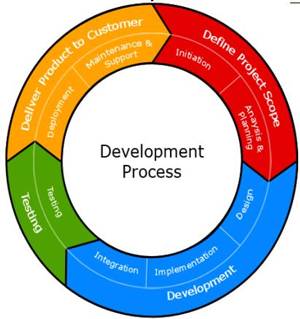 Development
Process
Define Project Scope
Initiation
Anaysis &
Planning
Development
Design
Implementation
Integration
Testing
Testing
Deliver Product to Customer
Deployment
Maintenance &
Support